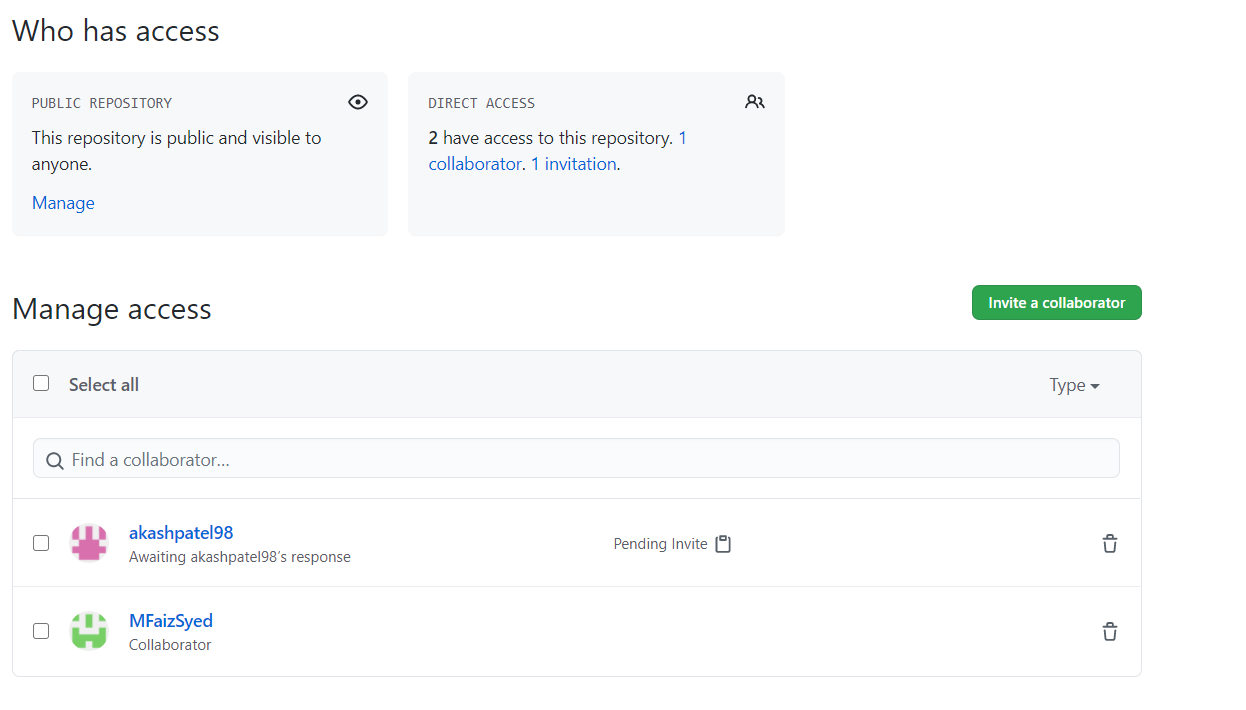 Who has access
PUBLIC REPOSITORY
This repository is public and visible to
anyone.
Manage
DIRECT ACCESS
2 have access to this repository. 1
collaborator. 1 invitation.
Manage access
Invite a collaborator
Select all
Type
Find a collaborator...
akashpatel98
Awaiting akashpatel98’s response
Pending Invite
MFaizSyed
Collaborator